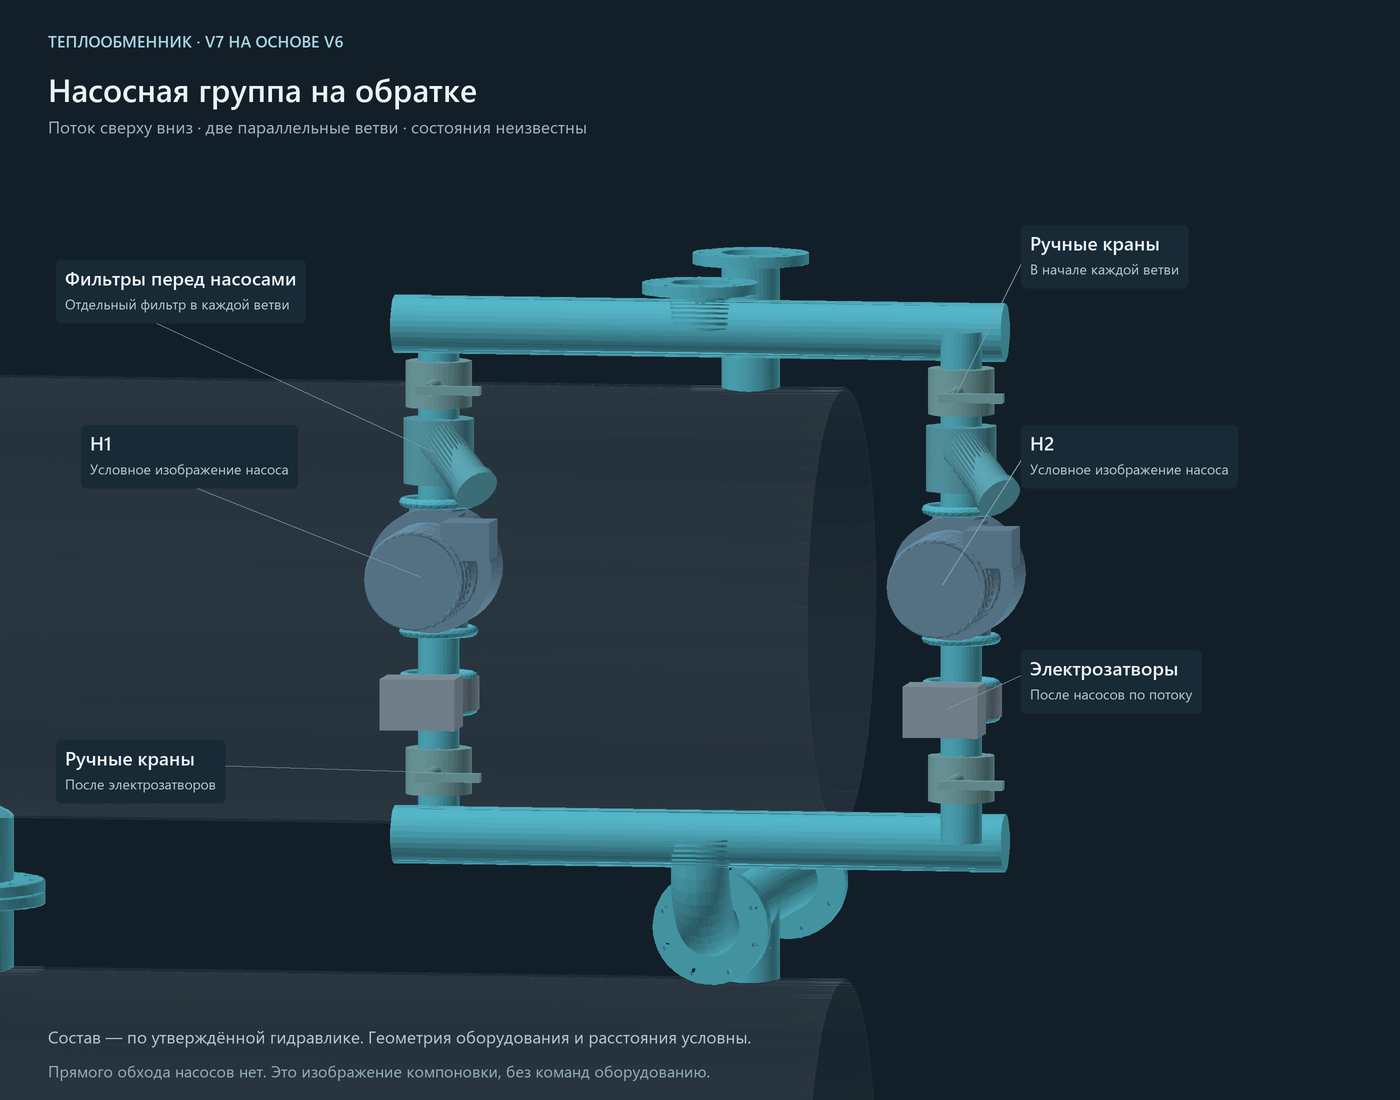 ТЕПЛООБМЕННИК · V7 НА ОСНОВЕ V6
Насосная группа на обратке
Поток сверху вниз · две параллельные ветви · состояния неизвестны
Ручные краны
В начале каждой ветви
Фильтры перед насосами
Отдельный фильтр в каждой ветви
Н1
Условное изображение насоса
Н2
Условное изображение насоса
Электрозатворы
После насосов по потоку
Ручные краны
После электрозатворов
Состав — по утверждённой гидравлике. Геометрия оборудования и расстояния условны.
Прямого обхода насосов нет. Это изображение компоновки, без команд оборудованию.